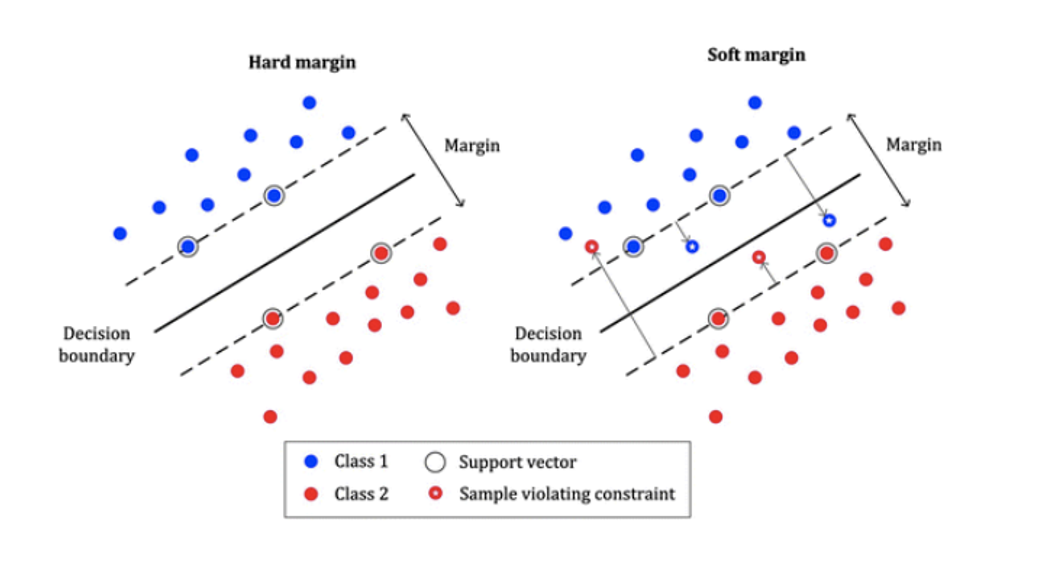 Hard margin
Soft margin
Margin
Margin
Decision
boundary
Decision
boundary
Class 1
Support vector
Class 2
Sample violating constraint